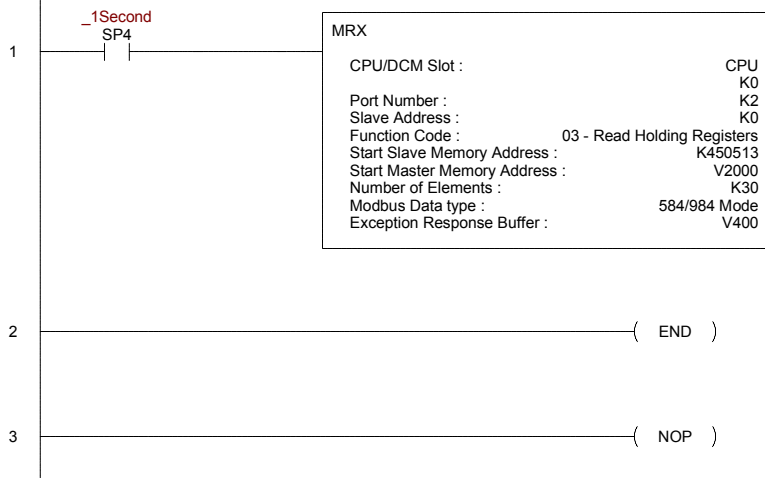 _1Second
SP4
1
MRX
CPU/DCM Slot : CPU
K0
Port Number : K2
Slave Address : K0
Function Code : 03 - Read Holding Registers
Start Slave Memory Address : K450513
Start Master Memory Address : V2000
Number of Elements : K30
Modbus Data type : 584/984 Mode
Exception Response Buffer : V400
2 ( END )
3 ( NOP )